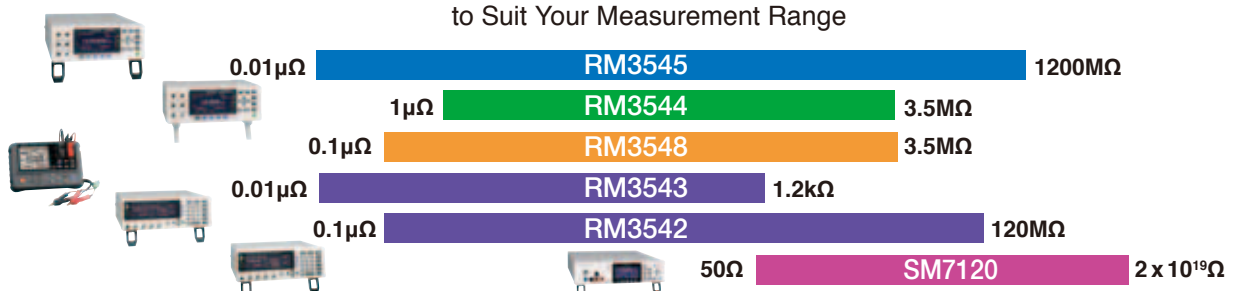 to Suit Your Measurement Range
0.01µΩ RM3545 1200MΩ
1µΩ RM3544 3.5MΩ
0.1µΩ RM3548 3.5MΩ
0.01µΩ RM3543 1.2kΩ
0.1µΩ RM3542 120MΩ
50Ω SM7120 2 x 10¹⁹Ω